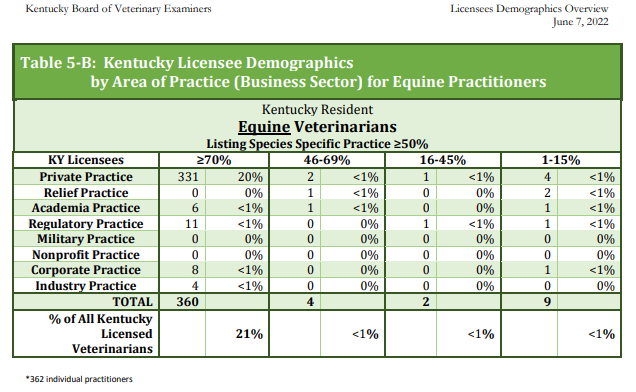 Kentucky Board of Veterinary Examiners Licensees Demographics Overview
June 7, 2022
Table 5-B: Kentucky Licensee Demographics
by Area of Practice (Business Sector) for Equine Practitioners
Kentucky Resident
Equine Veterinarians
Listing Species Specific Practice ≥50%
KY Licensees ≥70% 46-69% 16-45% 1-15%
Private Practice 331 20% 2 <1% 1 <1% 4 <1%
Relief Practice 0 0% 1 <1% 0 0% 2 <1%
Academia Practice 6 <1% 1 <1% 0 0% 1 <1%
Regulatory Practice 11 <1% 0 0% 1 <1% 1 <1%
Military Practice 0 0% 0 0% 0 0% 0 0%
Nonprofit Practice 0 0% 0 0% 0 0% 0 0%
Corporate Practice 8 <1% 0 0% 0 0% 1 <1%
Industry Practice 4 <1% 0 0% 0 0% 0 0%
TOTAL 360 4 2 9
% of All Kentucky
Licensed 21% <1% <1% <1%
Veterinarians
*362 individual practitioners